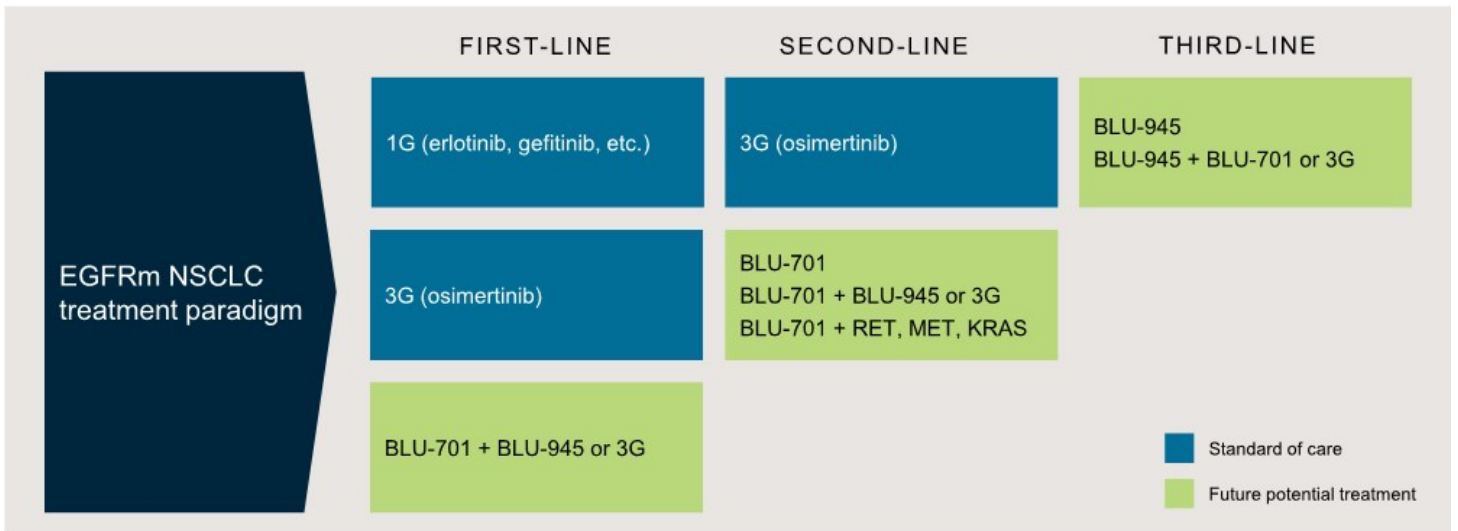 FIRST-LINE
SECOND-LINE
THIRD-LINE
EGFRm NSCLC
treatment paradigm
1G (erlotinib, gefitinib, etc.)
3G (osimertinib)
BLU-945
BLU-945 + BLU-701 or 3G
3G (osimertinib)
BLU-701
BLU-701 + BLU-945 or 3G
BLU-701 + RET, MET, KRAS
BLU-701 + BLU-945 or 3G
Standard of care
Future potential treatment